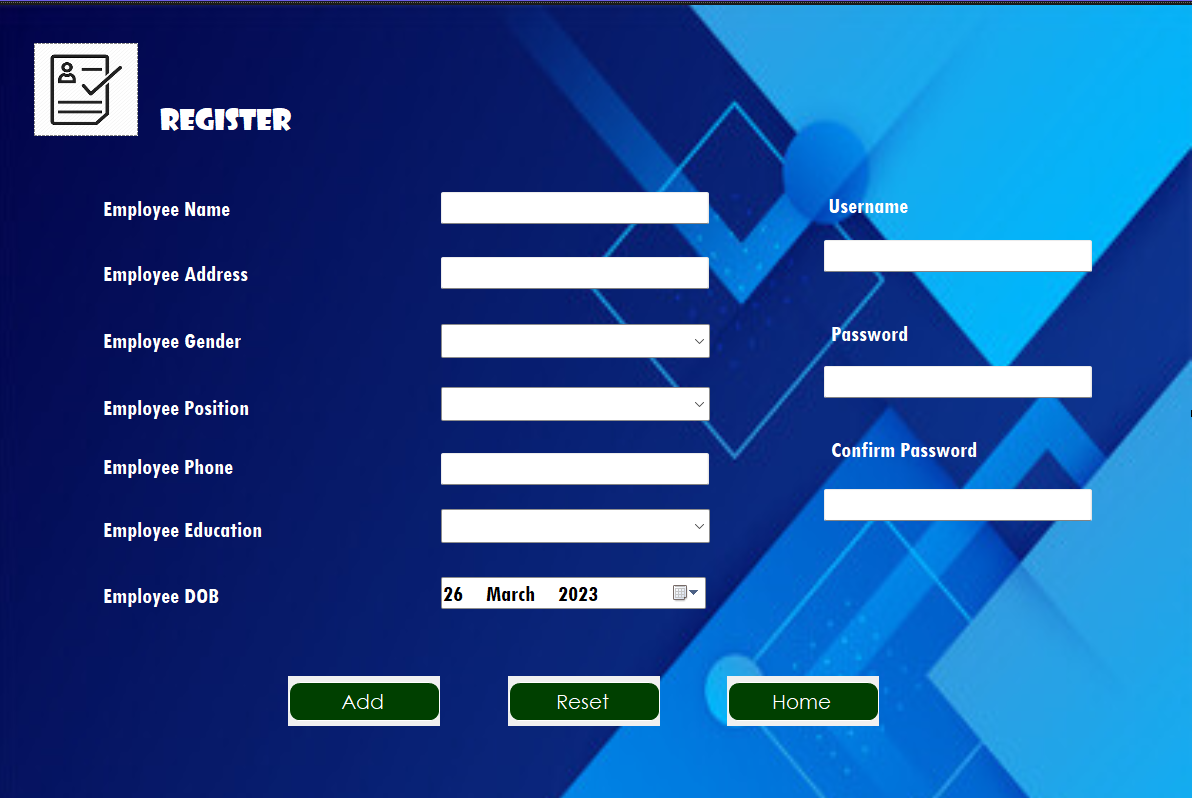 REGISTER
Employee Name
Username
Employee Address
Employee Gender
Password
Employee Position
Confirm Password
Employee Phone
Employee Education
Employee DOB
26 March 2023
Add
Reset
Home